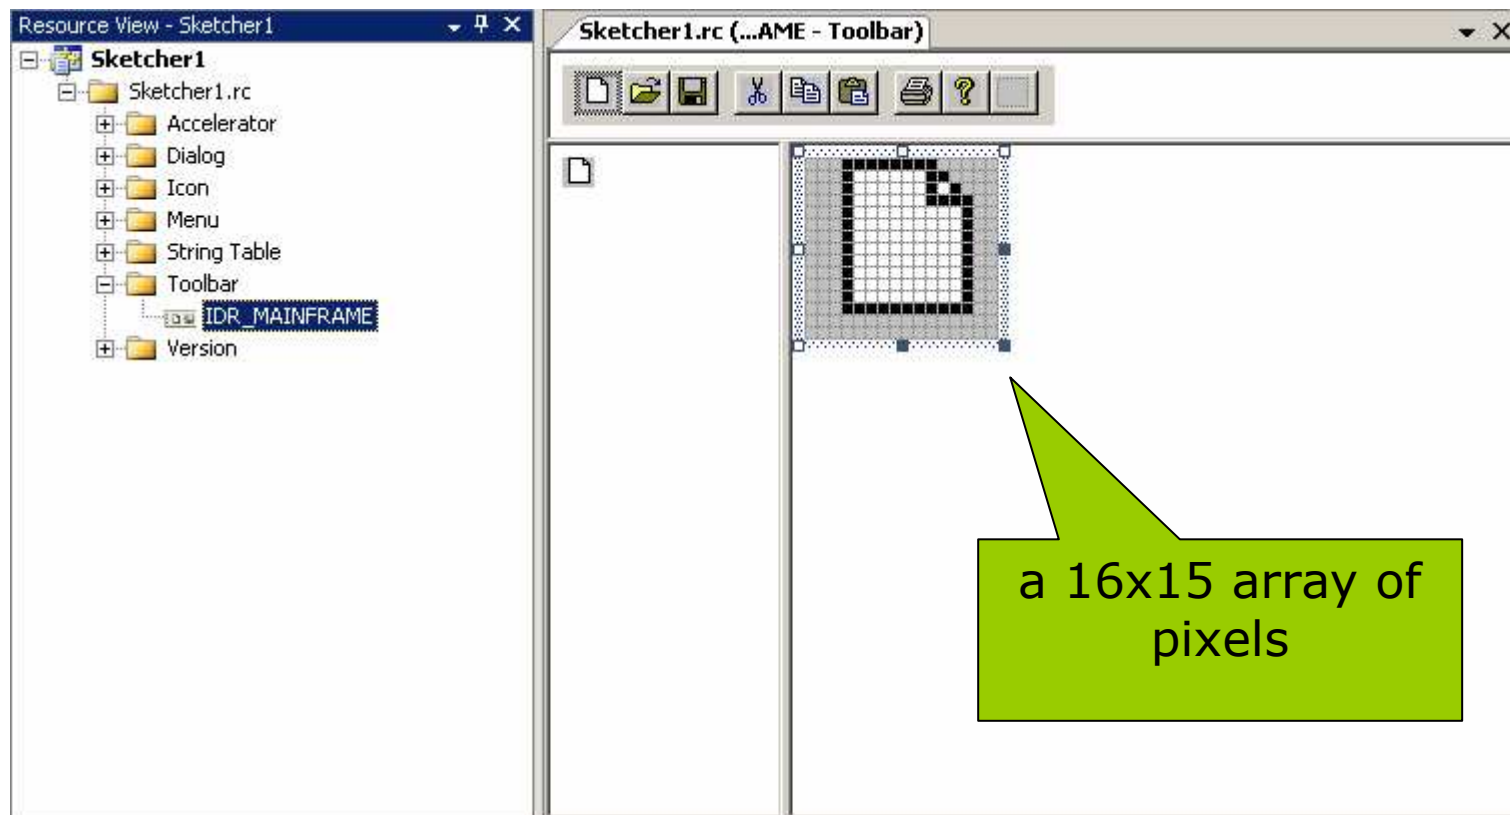 Resource View - Sketcher1
Sketcher1
Sketcher1.rc
Accelerator
Dialog
Icon
Menu
String Table
Toolbar
IDR_MAINFRAME
Version
Sketcher1.rc (...AME - Toolbar)
a 16x15 array of
pixels